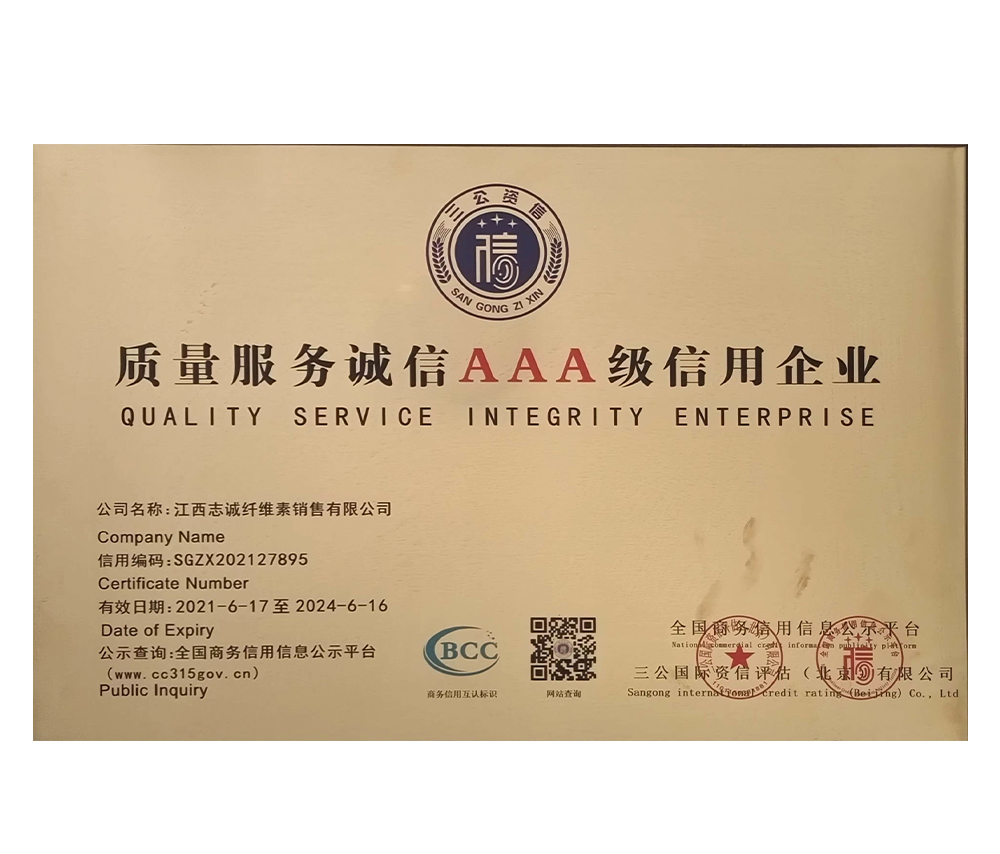 三公资信
信
SAN GONG ZI XIN
质量服务诚信AAA级信用企业
QUALITY SERVICE INTEGRITY ENTERPRISE
公司名称:江西志诚纤维素销售有限公司
Company Name
信用编码:SGZX202127895
Certificate Number
有效日期:2021-6-17至2024-6-16
Date of Expiry
公示查询:全国商务信用信息公示平台
(www.cc315gov.cn)
Public Inquiry
BCC
商务信用互认标识
网站查询
全国商务信用信息公示平台
National commercial credit information publicity platform
三公国际资信评估(北京)有限公司
Sangong international credit rating (Beijing) Co., Ltd